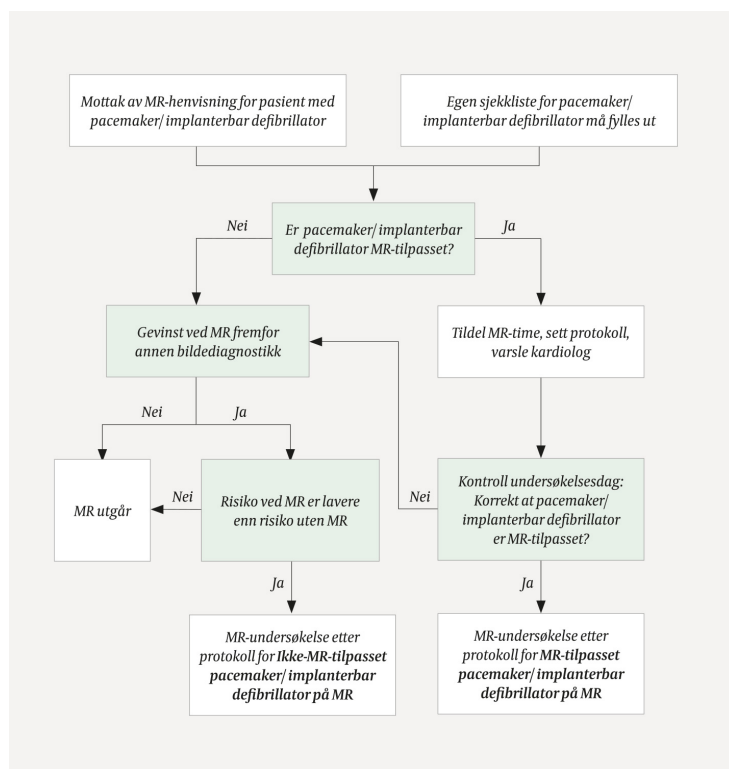 Mottak av MR-henvisning for pasient med
pacemaker/ implanterbar defibrillator
Egen sjekkliste for pacemaker/
implanterbar defibrillator må fylles ut
Nei
Er pacemaker/ implanterbar
defibrillator MR-tilpasset?
Ja
Gevinst ved MR fremfor
annen bildediagnostikk
Tildel MR-time, sett protokoll,
varsle kardiolog
Nei
Ja
MR utgår
Nei
Risiko ved MR er lavere
enn risiko uten MR
Nei
Kontroll undersøkelsesdag:
Korrekt at pacemaker/
implanterbar defibrillator
er MR-tilpasset?
Ja
Ja
MR-undersøkelse etter
protokoll for Ikke-MR-tilpasset
pacemaker/ implanterbar
defibrillator på MR
MR-undersøkelse etter
protokoll for MR-tilpasset
pacemaker/ implanterbar
defibrillator på MR